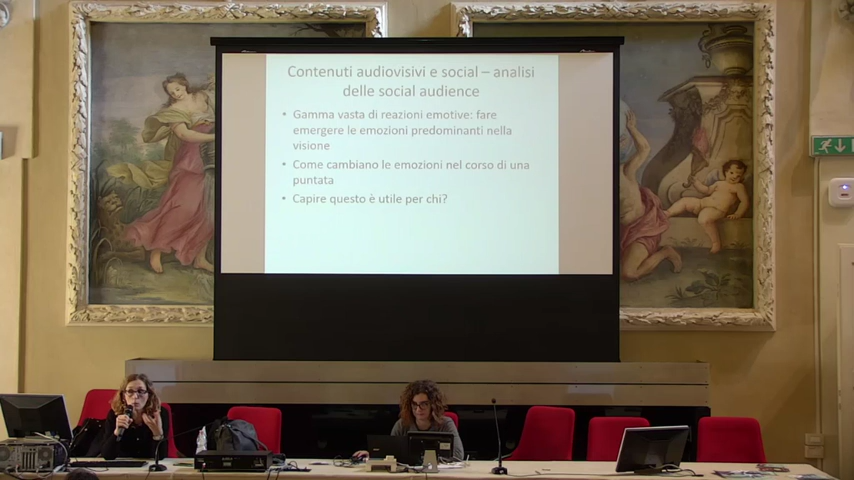 Contenuti audiovisivi e social – analisi
delle social audience
• Gamma vasta di reazioni emotive: fare
emergere le emozioni predominanti nella
visione
• Come cambiano le emozioni nel corso di una
puntata
• Capire questo è utile per chi?